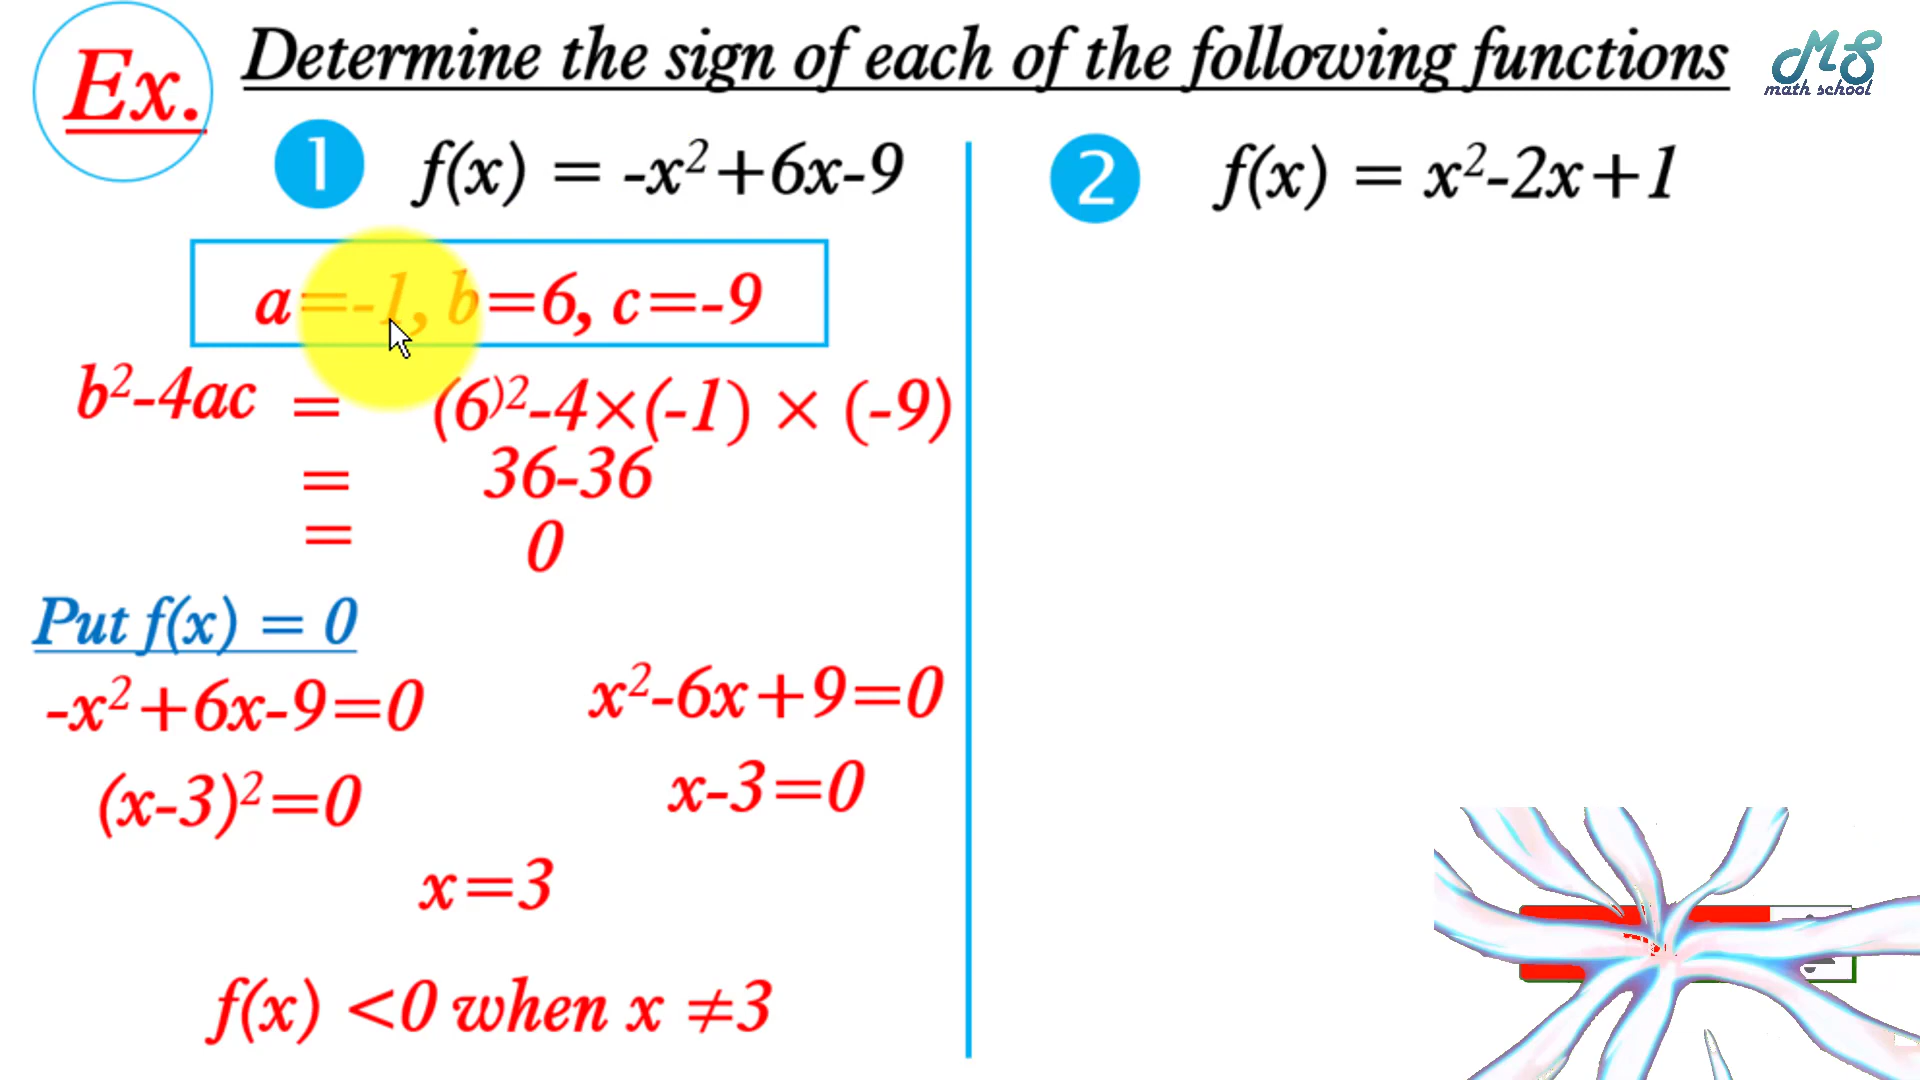 Ex.
Determine the sign of each of the following functions
MS
math school
1 f(x) = -x²+6x-9
a=-1, b=6, c=-9
b²-4ac = (6)²-4×(-1) × (-9)
= 36-36
= 0
Put f(x) = 0
-x²+6x-9=0 x²-6x+9=0
(x-3)²=0 x-3=0
x=3
f(x) <0 when x ≠3
2 f(x) = x²-2x+1